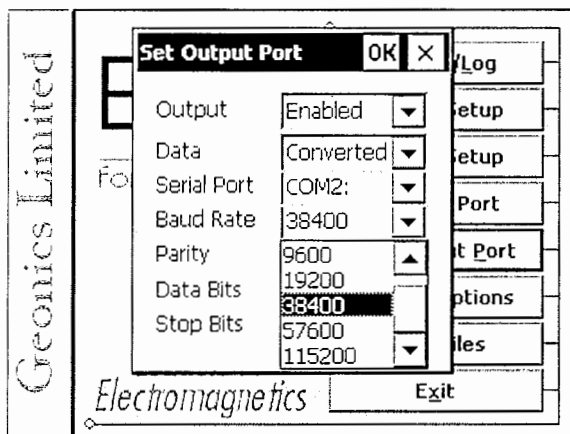 Geonics Limited
Set Output Port OK ×
Output Enabled
Data Converted
Serial Port COM2:
Baud Rate 38400
Parity
Data Bits
Stop Bits
9600
19200
38400
57600
115200
Fo
/Log
etup
etup
Port
t Port
ptions
iles
Exit
Electromagnetics